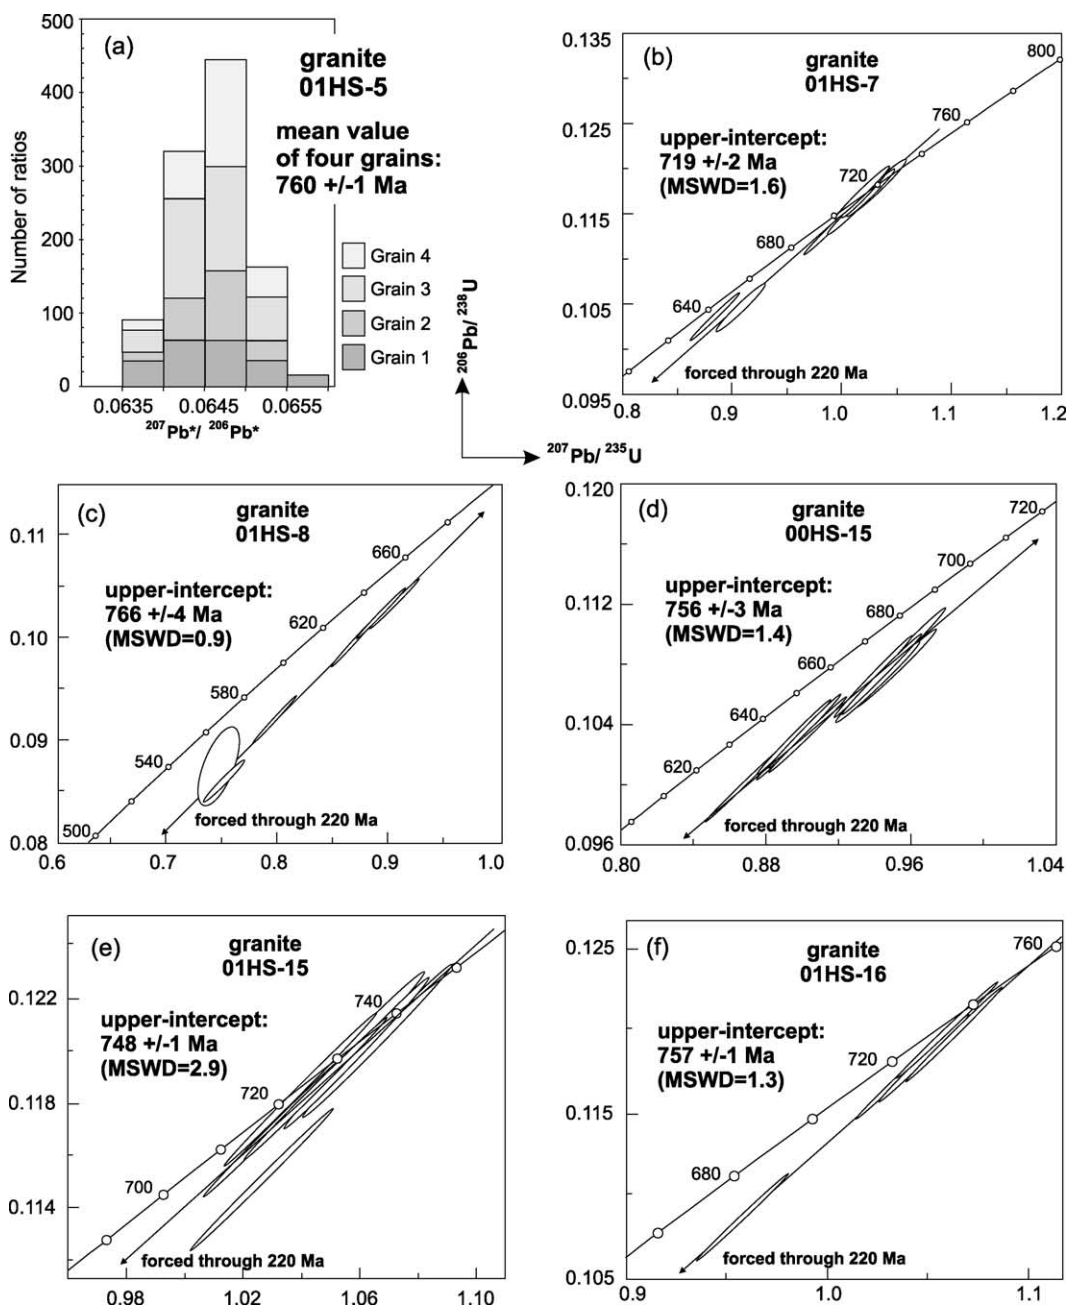 (a)
granite
01HS-5
mean value
of four grains:
760 +/-1 Ma
Number of ratios
500
400
300
200
100
0
Grain 4
Grain 3
Grain 2
Grain 1
0.0635 0.0645 0.0655
207Pb*/ 206Pb*
206Pb/ 238U
207Pb/ 235U
(b)
granite
01HS-7
upper-intercept:
719 +/-2 Ma
(MSWD=1.6)
800
760
720
680
640
forced through 220 Ma
0.135
0.125
0.115
0.105
0.095
0.8 0.9 1.0 1.1 1.2
(c)
granite
01HS-8
upper-intercept:
766 +/-4 Ma
(MSWD=0.9)
660
620
580
540
500
forced through 220 Ma
0.11
0.10
0.09
0.08
0.6 0.7 0.8 0.9 1.0
(d)
granite
00HS-15
upper-intercept:
756 +/-3 Ma
(MSWD=1.4)
720
700
680
660
640
620
forced through 220 Ma
0.120
0.112
0.104
0.096
0.80 0.88 0.96 1.04
(e)
granite
01HS-15
upper-intercept:
748 +/-1 Ma
(MSWD=2.9)
740
720
700
forced through 220 Ma
0.122
0.118
0.114
0.98 1.02 1.06 1.10
(f)
granite
01HS-16
upper-intercept:
757 +/-1 Ma
(MSWD=1.3)
760
720
680
forced through 220 Ma
0.125
0.115
0.105
0.9 1.0 1.1